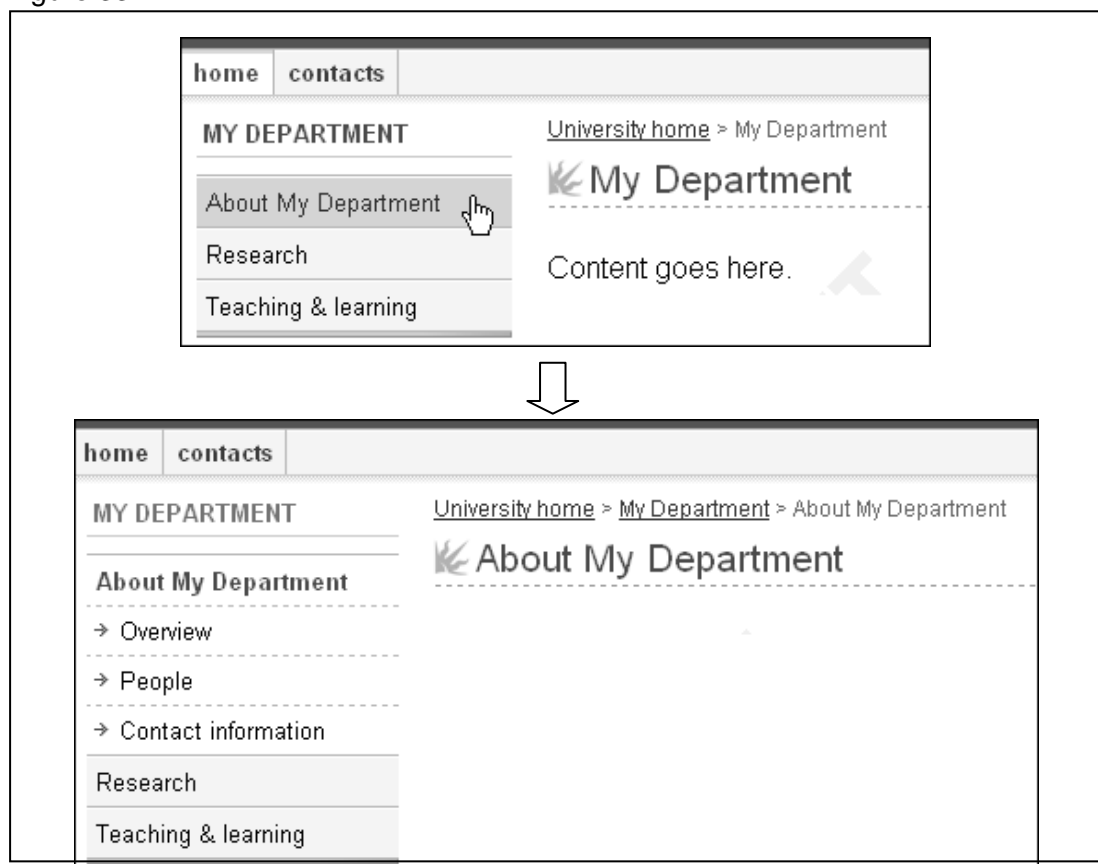 home contacts
MY DEPARTMENT
About My Department
Research
Teaching & learning
University home > My Department
My Department
Content goes here.
home contacts
MY DEPARTMENT
About My Department
→ Overview
→ People
→ Contact information
Research
Teaching & learning
University home > My Department > About My Department
About My Department